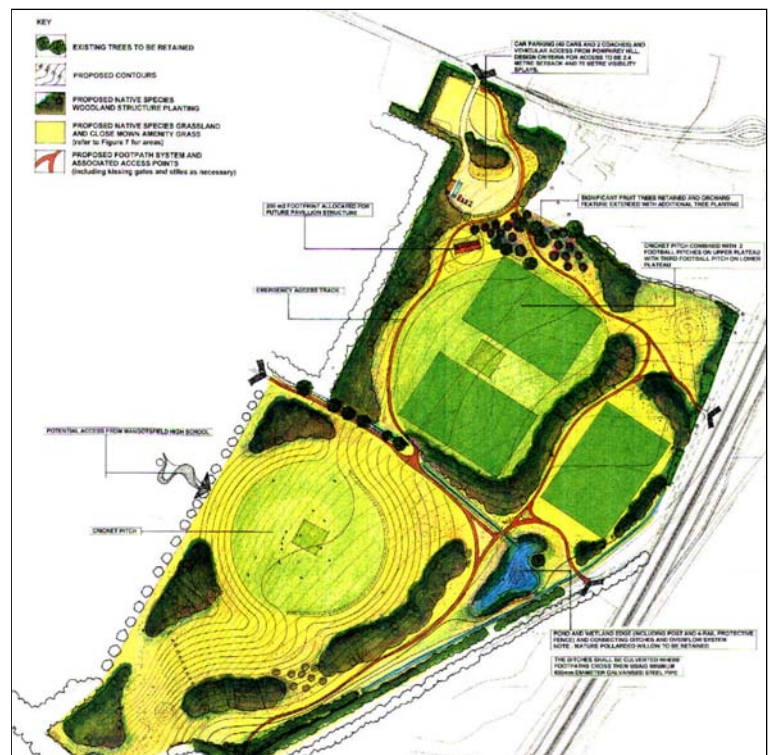 KEY
EXISTING TREES TO BE RETAINED
PROPOSED CONTOURS
PROPOSED NATIVE SPECIES
WOODLAND STRUCTURE PLANTING
PROPOSED NATIVE SPECIES GRASSLAND
AND CLOSE MOWN AMENITY GRASS
(refer to Figure 7 for areas)
PROPOSED FOOTPATH SYSTEM AND
ASSOCIATED ACCESS POINTS
(including kissing gates and stiles as necessary)
CAR PARKING (40 CARS AND 2 COACHES) AND
VEHICULAR ACCESS FROM POMPHREY HILL.
DESIGN CRITERIA FOR ACCESS TO BE 2.4
METRE SETBACK AND 70 METRE VISIBILITY
SPLAYS.
200 m2 FOOTPRINT ALLOCATED FOR
FUTURE PAVILLION STRUCTURE
SIGNIFICANT FRUIT TREES RETAINED AND ORCHARD
FEATURE EXTENDED WITH ADDITIONAL TREE PLANTING
CRICKET PITCH COMBINED WITH 2
FOOTBALL PITCHES ON UPPER PLATEAU
WITH THIRD FOOTBALL PITCH ON LOWER
PLATEAU
EMERGENCY ACCESS TRACK
POTENTIAL ACCESS FROM MANGOTSFIELD HIGH SCHOOL
CRICKET PITCH
POND AND WETLAND EDGE (INCLUDING POST AND 4-RAIL PROTECTIVE
FENCE) AND CONNECTING DITCHES AND OVERFLOW SYSTEM
NOTE - MATURE POLLARDED WILLOW TO BE RETAINED
THE DITCHES SHALL BE CULVERTED WHERE
FOOTPATHS CROSS THEM USING MINIMUM
DIAMETER GALVANISED STEEL PIPE